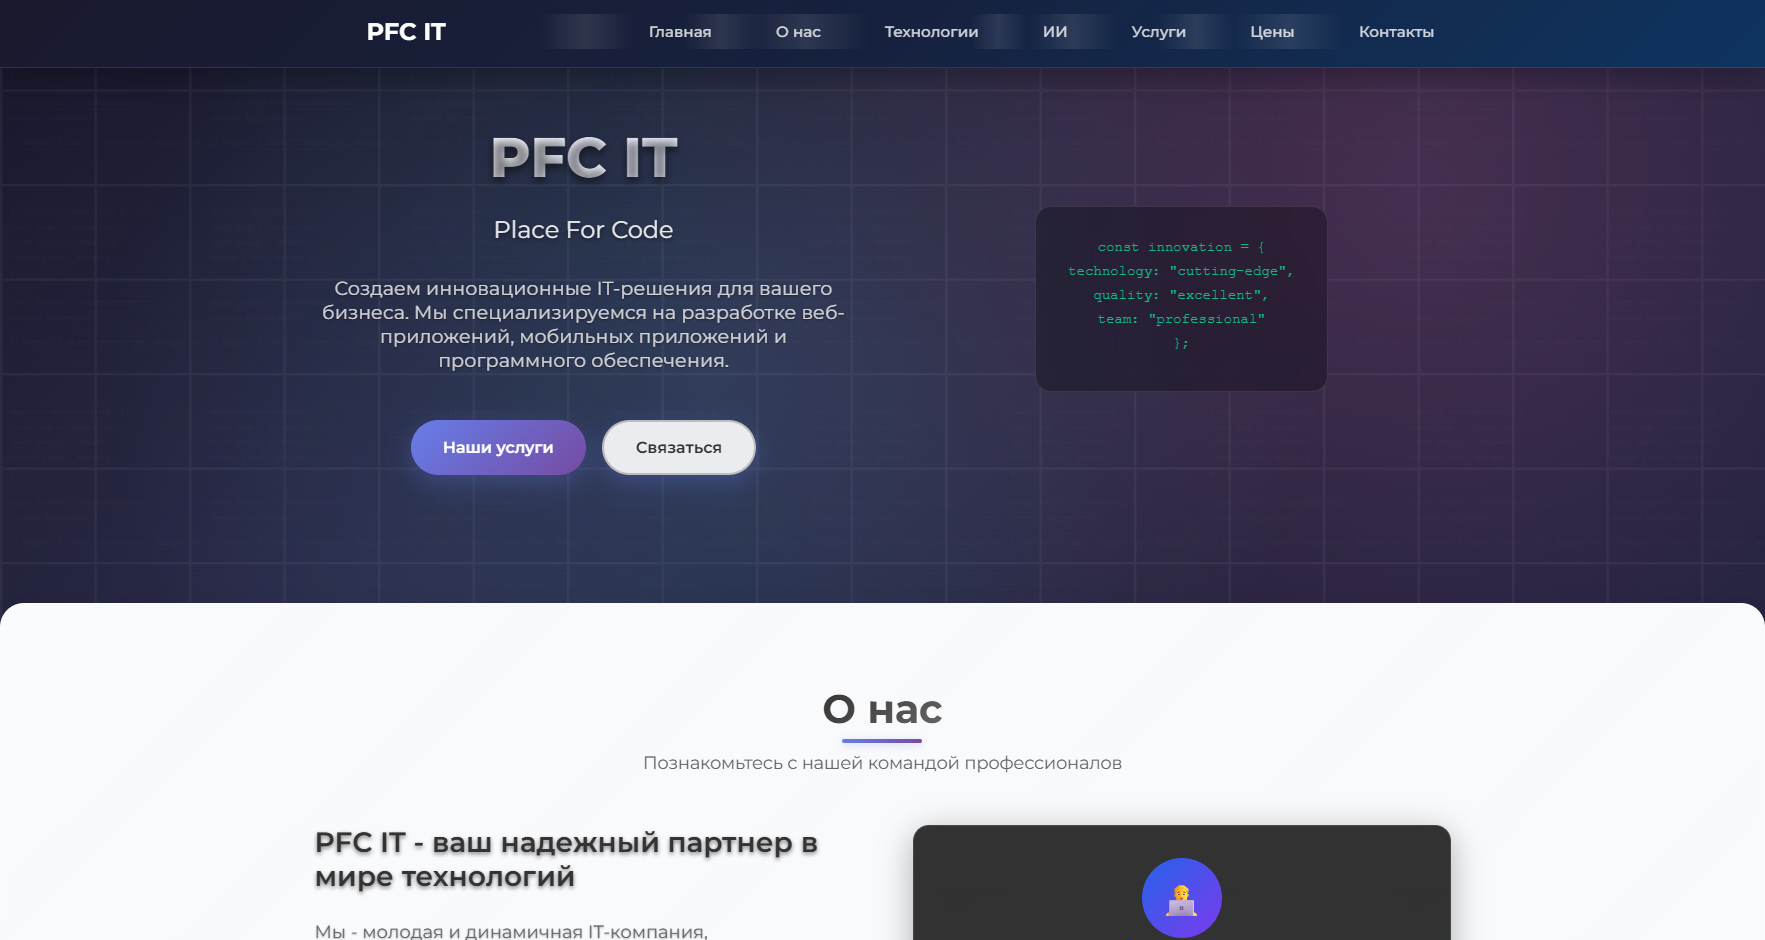 PFC IT
Главная
О нас
Технологии
ИИ
Услуги
Цены
Контакты
PFC IT
Place For Code
Создаем инновационные IT-решения для вашего
бизнеса. Мы специализируемся на разработке веб-
приложений, мобильных приложений и
программного обеспечения.
Наши услуги
Связаться
const innovation = {
technology: "cutting-edge",
quality: "excellent",
team: "professional"
};
О нас
Познакомьтесь с нашей командой профессионалов
PFC IT - ваш надежный партнер в
мире технологий
Мы - молодая и динамичная IT-компания,